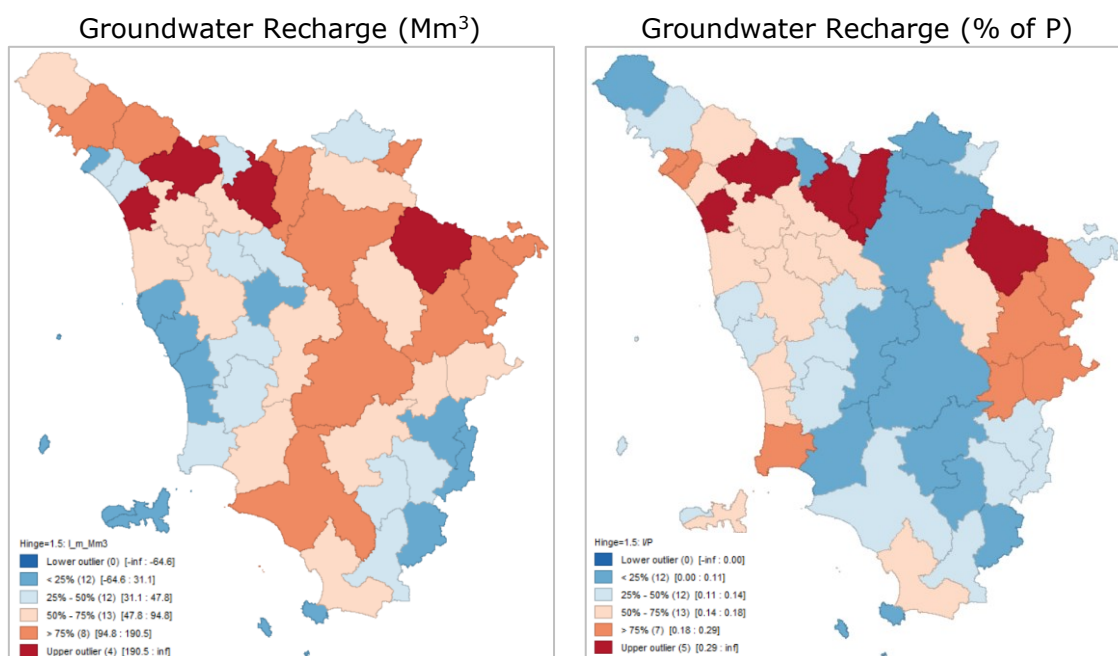 Groundwater Recharge (Mm³)
Hinge=1.5: I_m_Mm3
Lower outlier (0) [-inf : -64.6]
< 25% (12) [-64.6 : 31.1]
25% - 50% (12) [31.1 : 47.8]
50% - 75% (13) [47.8 : 94.8]
> 75% (8) [94.8 : 190.5]
Upper outlier (4) [190.5 : inf]
Groundwater Recharge (% of P)
Hinge=1.5: I/P
Lower outlier (0) [-inf : 0.00]
< 25% (12) [0.00 : 0.11]
25% - 50% (12) [0.11 : 0.14]
50% - 75% (13) [0.14 : 0.18]
> 75% (7) [0.18 : 0.29]
Upper outlier (5) [0.29 : inf]